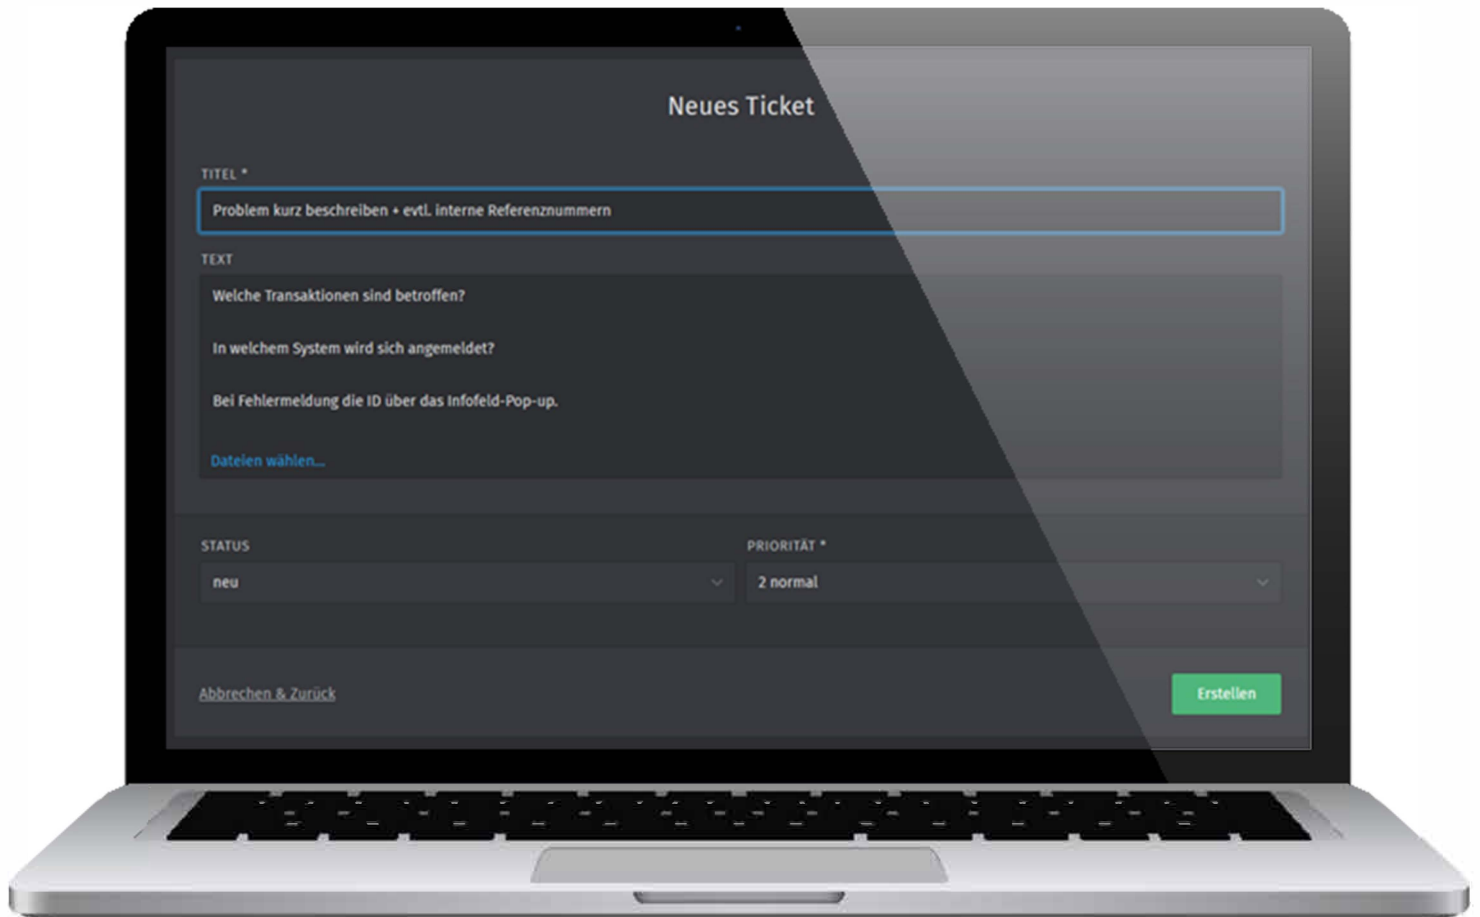 Neues Ticket
TITEL *
Problem kurz beschreiben + evtl. interne Referenznummern
TEXT
Welche Transaktionen sind betroffen?
In welchem System wird sich angemeldet?
Bei Fehlermeldung die ID über das Infofeld-Pop-up.
Dateien wählen...
STATUS
PRIORITÄT *
neu
2 normal
Abbrechen & Zurück
Erstellen